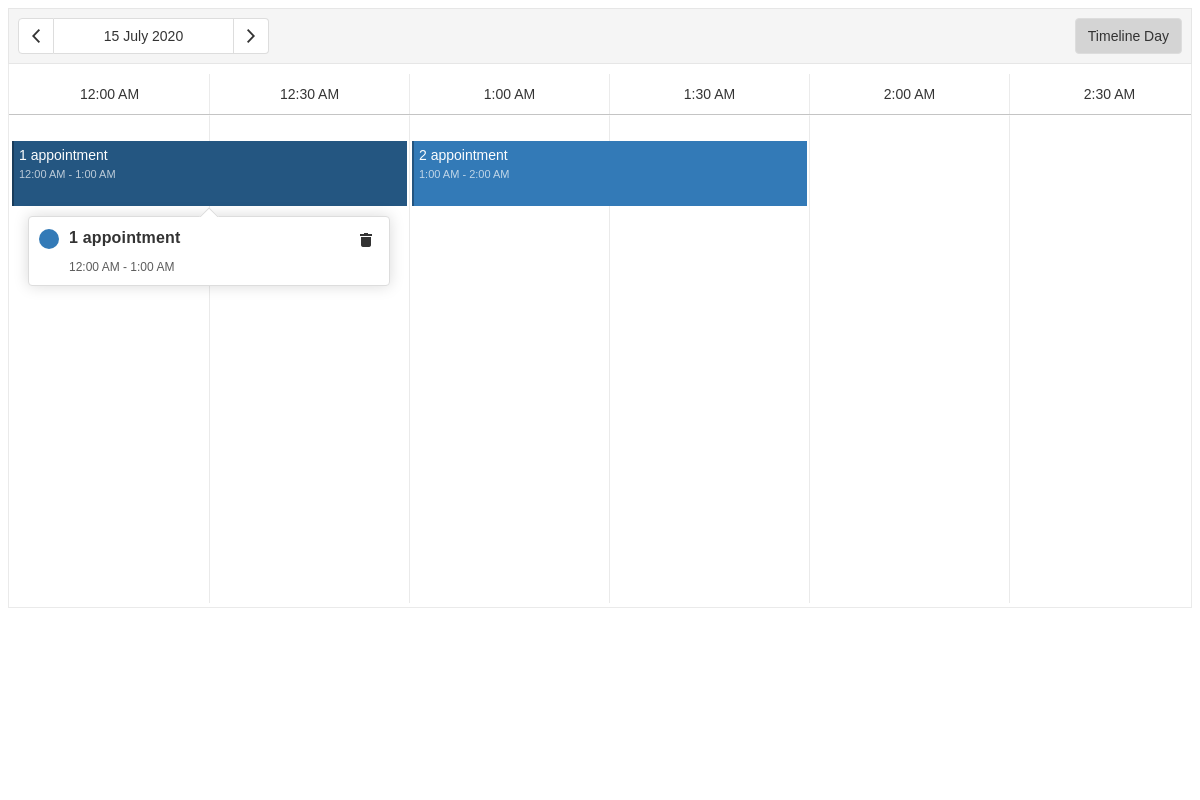 15 July 2020
Timeline Day
12:00 AM 12:30 AM 1:00 AM 1:30 AM 2:00 AM 2:30 AM
1 appointment
12:00 AM - 1:00 AM
2 appointment
1:00 AM - 2:00 AM
1 appointment
12:00 AM - 1:00 AM